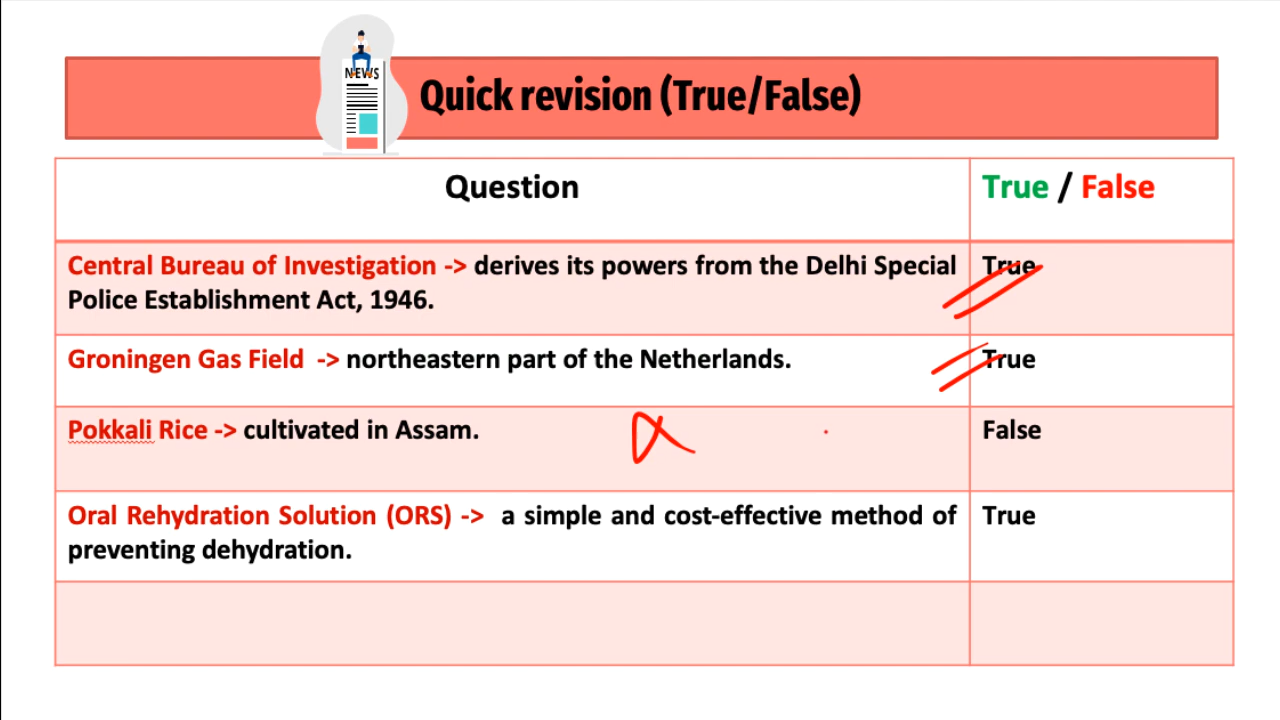 NEWS
Quick revision (True/False)
Question
True / False
Central Bureau of Investigation -> derives its powers from the Delhi Special
Police Establishment Act, 1946.
True
Groningen Gas Field -> northeastern part of the Netherlands.
True
Pokkali Rice -> cultivated in Assam.
False
Oral Rehydration Solution (ORS) -> a simple and cost-effective method of
preventing dehydration.
True